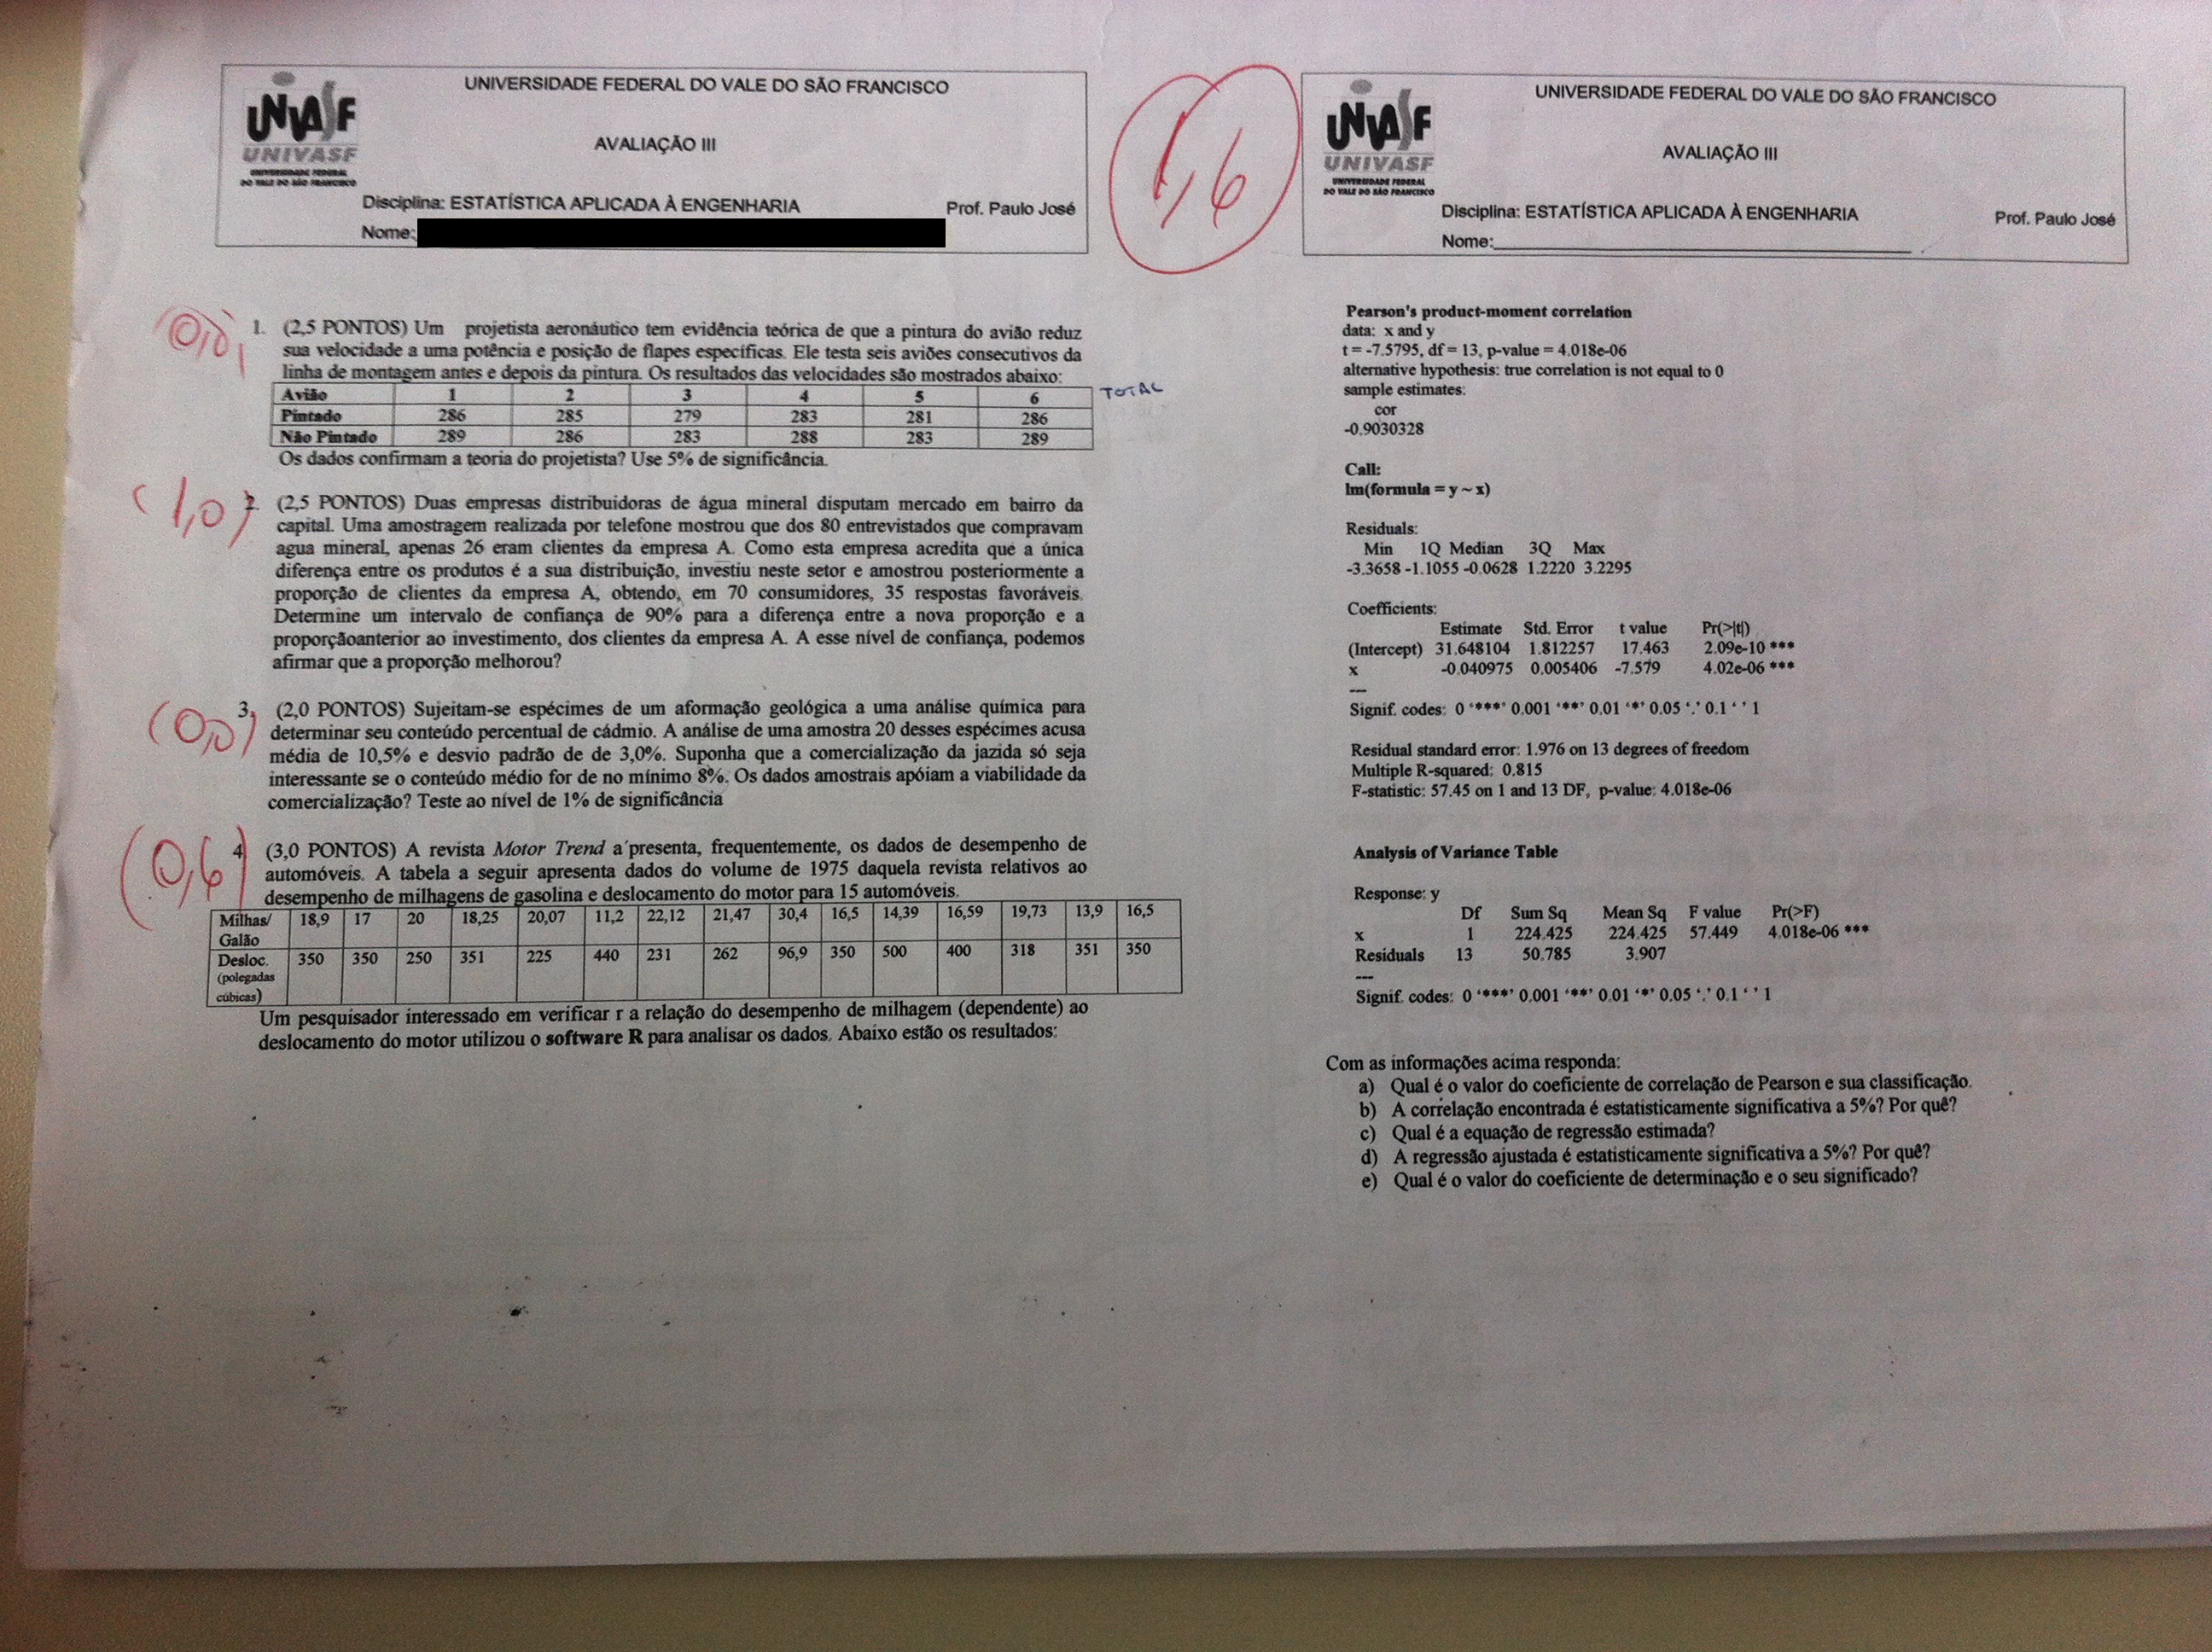 UNIVASF
UNIVASF
UNIVERSIDADE FEDERAL
DO VALE DO SÃO FRANCISCO
UNIVERSIDADE FEDERAL DO VALE DO SÃO FRANCISCO
AVALIAÇÃO III
Disciplina: ESTATÍSTICA APLICADA À ENGENHARIA Prof. Paulo José
Nome:
(0,0)
1. (2,5 PONTOS) Um projetista aeronáutico tem evidência teórica de que a pintura do avião reduz
sua velocidade a uma potência e posição de flapes específicas. Ele testa seis aviões consecutivos da
linha de montagem antes e depois da pintura. Os resultados das velocidades são mostrados abaixo:
Avião 1 2 3 4 5 6 TOTAL
Pintado 286 285 279 283 281 286
Não Pintado 289 286 283 288 283 289
Os dados confirmam a teoria do projetista? Use 5% de significância.
(1,0)
2. (2,5 PONTOS) Duas empresas distribuidoras de água mineral disputam mercado em bairro da
capital. Uma amostragem realizada por telefone mostrou que dos 80 entrevistados que compravam
agua mineral, apenas 26 eram clientes da empresa A. Como esta empresa acredita que a única
diferença entre os produtos é a sua distribuição, investiu neste setor e amostrou posteriormente a
proporção de clientes da empresa A, obtendo, em 70 consumidores, 35 respostas favoráveis.
Determine um intervalo de confiança de 90% para a diferença entre a nova proporção e a
proporçãoanterior ao investimento, dos clientes da empresa A. A esse nível de confiança, podemos
afirmar que a proporção melhorou?
(0,0)
3. (2,0 PONTOS) Sujeitam-se espécimes de um aformação geológica a uma análise química para
determinar seu conteúdo percentual de cádmio. A análise de uma amostra 20 desses espécimes acusa
média de 10,5% e desvio padrão de de 3,0%. Suponha que a comercialização da jazida só seja
interessante se o conteúdo médio for de no mínimo 8%. Os dados amostrais apóiam a viabilidade da
comercialização? Teste ao nível de 1% de significância
(0,6)
4 (3,0 PONTOS) A revista Motor Trend a´presenta, frequentemente, os dados de desempenho de
automóveis. A tabela a seguir apresenta dados do volume de 1975 daquela revista relativos ao
desempenho de milhagens de gasolina e deslocamento do motor para 15 automóveis.
Milhas/ 18,9 17 20 18,25 20,07 11,2 22,12 21,47 30,4 16,5 14,39 16,59 19,73 13,9 16,5
Galão
Desloc. 350 350 250 351 225 440 231 262 96,9 350 500 400 318 351 350
(polegadas
cúbicas)
Um pesquisador interessado em verificar r a relação do desempenho de milhagem (dependente) ao
deslocamento do motor utilizou o software R para analisar os dados. Abaixo estão os resultados:
1,6
UNIVASF
UNIVASF
UNIVERSIDADE FEDERAL
DO VALE DO SÃO FRANCISCO
UNIVERSIDADE FEDERAL DO VALE DO SÃO FRANCISCO
AVALIAÇÃO III
Disciplina: ESTATÍSTICA APLICADA À ENGENHARIA Prof. Paulo José
Nome:
Pearson's product-moment correlation
data: x and y
t = -7.5795, df = 13, p-value = 4.018e-06
alternative hypothesis: true correlation is not equal to 0
sample estimates:
cor
-0.9030328
Call:
lm(formula = y ~ x)
Residuals:
Min 1Q Median 3Q Max
-3.3658 -1.1055 -0.0628 1.2220 3.2295
Coefficients:
Estimate Std. Error t value Pr(>|t|)
(Intercept) 31.648104 1.812257 17.463 2.09e-10 ***
x -0.040975 0.005406 -7.579 4.02e-06 ***
---
Signif. codes: 0 ‘***’ 0.001 ‘**’ 0.01 ‘*’ 0.05 ‘.’ 0.1 ‘ ’ 1
Residual standard error: 1.976 on 13 degrees of freedom
Multiple R-squared: 0.815
F-statistic: 57.45 on 1 and 13 DF, p-value: 4.018e-06
Analysis of Variance Table
Response: y
Df Sum Sq Mean Sq F value Pr(>F)
x 1 224.425 224.425 57.449 4.018e-06 ***
Residuals 13 50.785 3.907
---
Signif. codes: 0 ‘***’ 0.001 ‘**’ 0.01 ‘*’ 0.05 ‘.’ 0.1 ‘ ’ 1
Com as informações acima responda:
a) Qual é o valor do coeficiente de correlação de Pearson e sua classificação.
b) A correlação encontrada é estatisticamente significativa a 5%? Por quê?
c) Qual é a equação de regressão estimada?
d) A regressão ajustada é estatisticamente significativa a 5%? Por quê?
e) Qual é o valor do coeficiente de determinação e o seu significado?